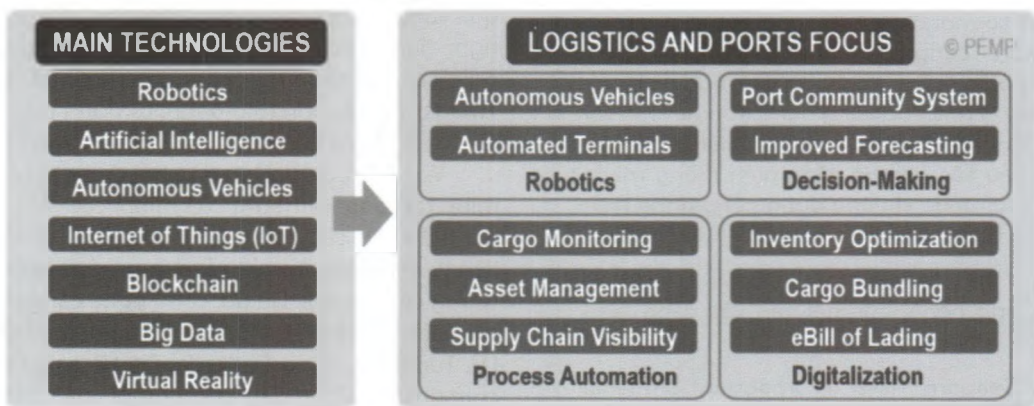 MAIN TECHNOLOGIES
Robotics
Artificial Intelligence
Autonomous Vehicles
Internet of Things (IoT)
Blockchain
Big Data
Virtual Reality
LOGISTICS AND PORTS FOCUS
© PEMP
Autonomous Vehicles
Automated Terminals
Robotics
Port Community System
Improved Forecasting
Decision-Making
Cargo Monitoring
Asset Management
Supply Chain Visibility
Process Automation
Inventory Optimization
Cargo Bundling
eBill of Lading
Digitalization